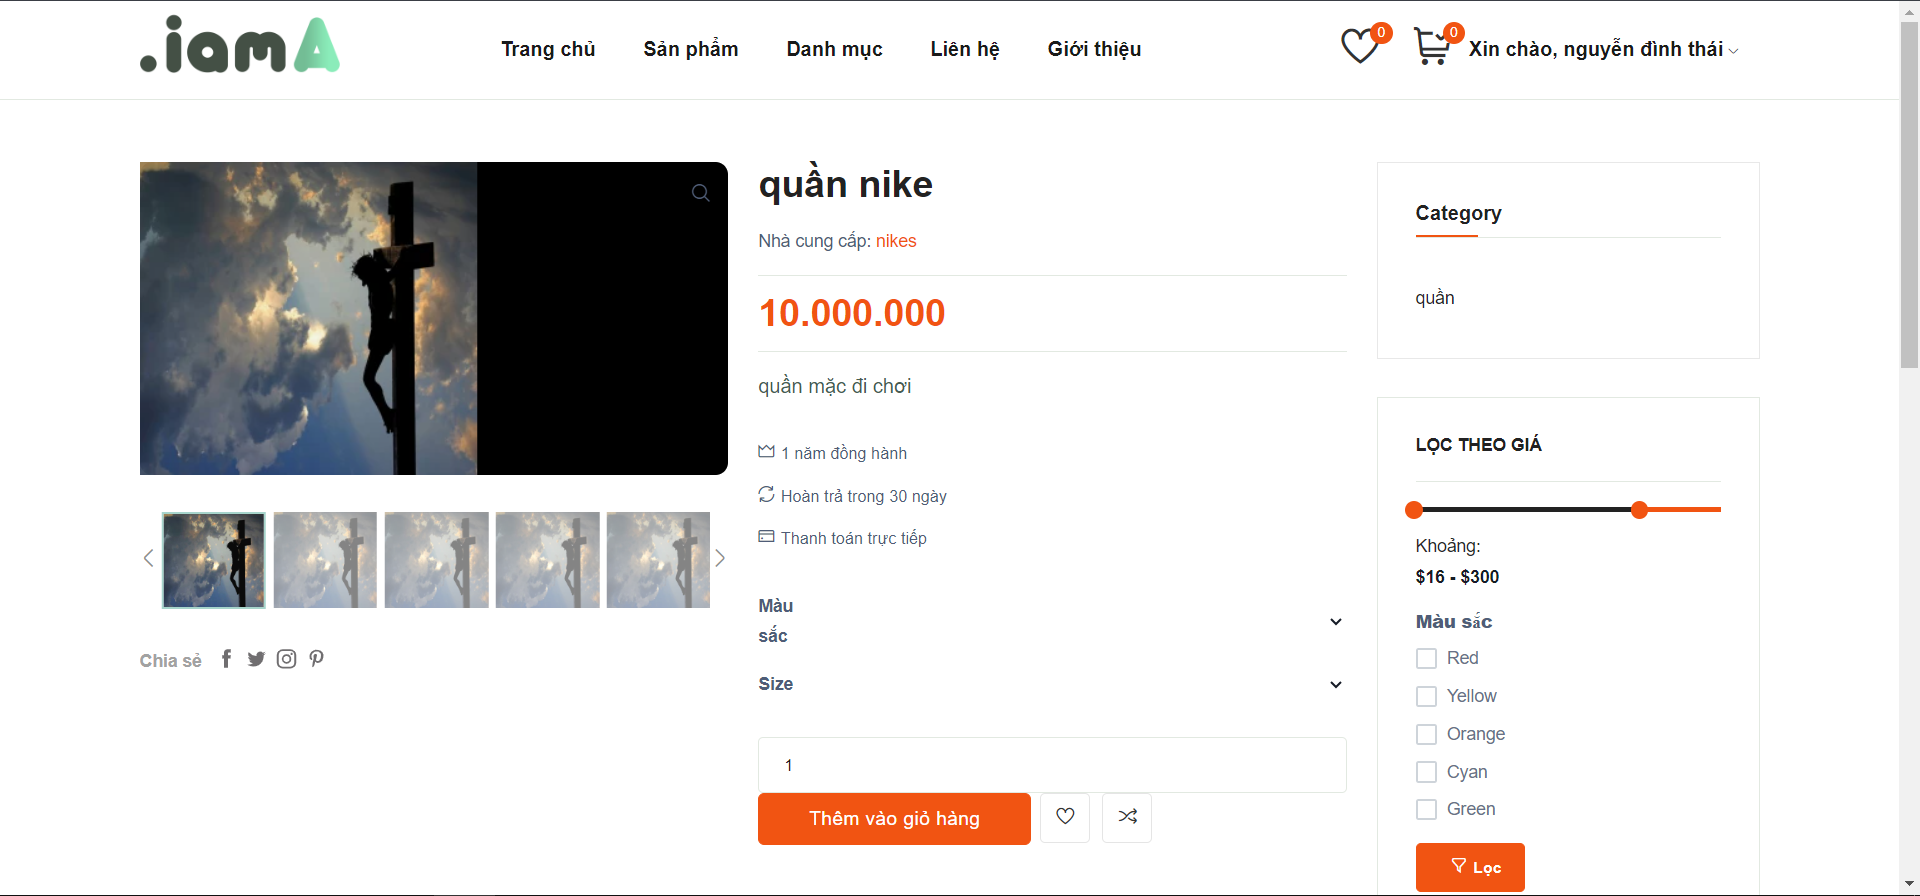 .iamA
Trang chủ
Sản phẩm
Danh mục
Liên hệ
Giới thiệu
0
0
Xin chào, nguyễn đình thái
quần nike
Nhà cung cấp: nikes
10.000.000
quần mặc đi chơi
1 năm đồng hành
Hoàn trả trong 30 ngày
Thanh toán trực tiếp
Màu
sắc
Size
1
Thêm vào giỏ hàng
Chia sẻ
Category
quần
LỌC THEO GIÁ
Khoảng:
$16 - $300
Màu sắc
Red
Yellow
Orange
Cyan
Green
Lọc